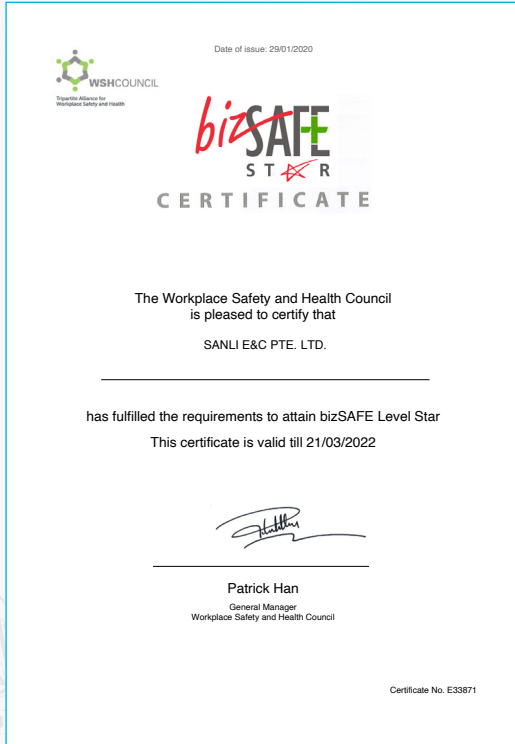 Date of issue: 29/01/2020
WSHCOUNCIL
Tripartite Alliance for
Workplace Safety and Health
bizSAFE
STAR
CERTIFICATE
The Workplace Safety and Health Council
is pleased to certify that
SANLI E&C PTE. LTD.
has fulfilled the requirements to attain bizSAFE Level Star
This certificate is valid till 21/03/2022
Patrick Han
General Manager
Workplace Safety and Health Council
Certificate No. E33871